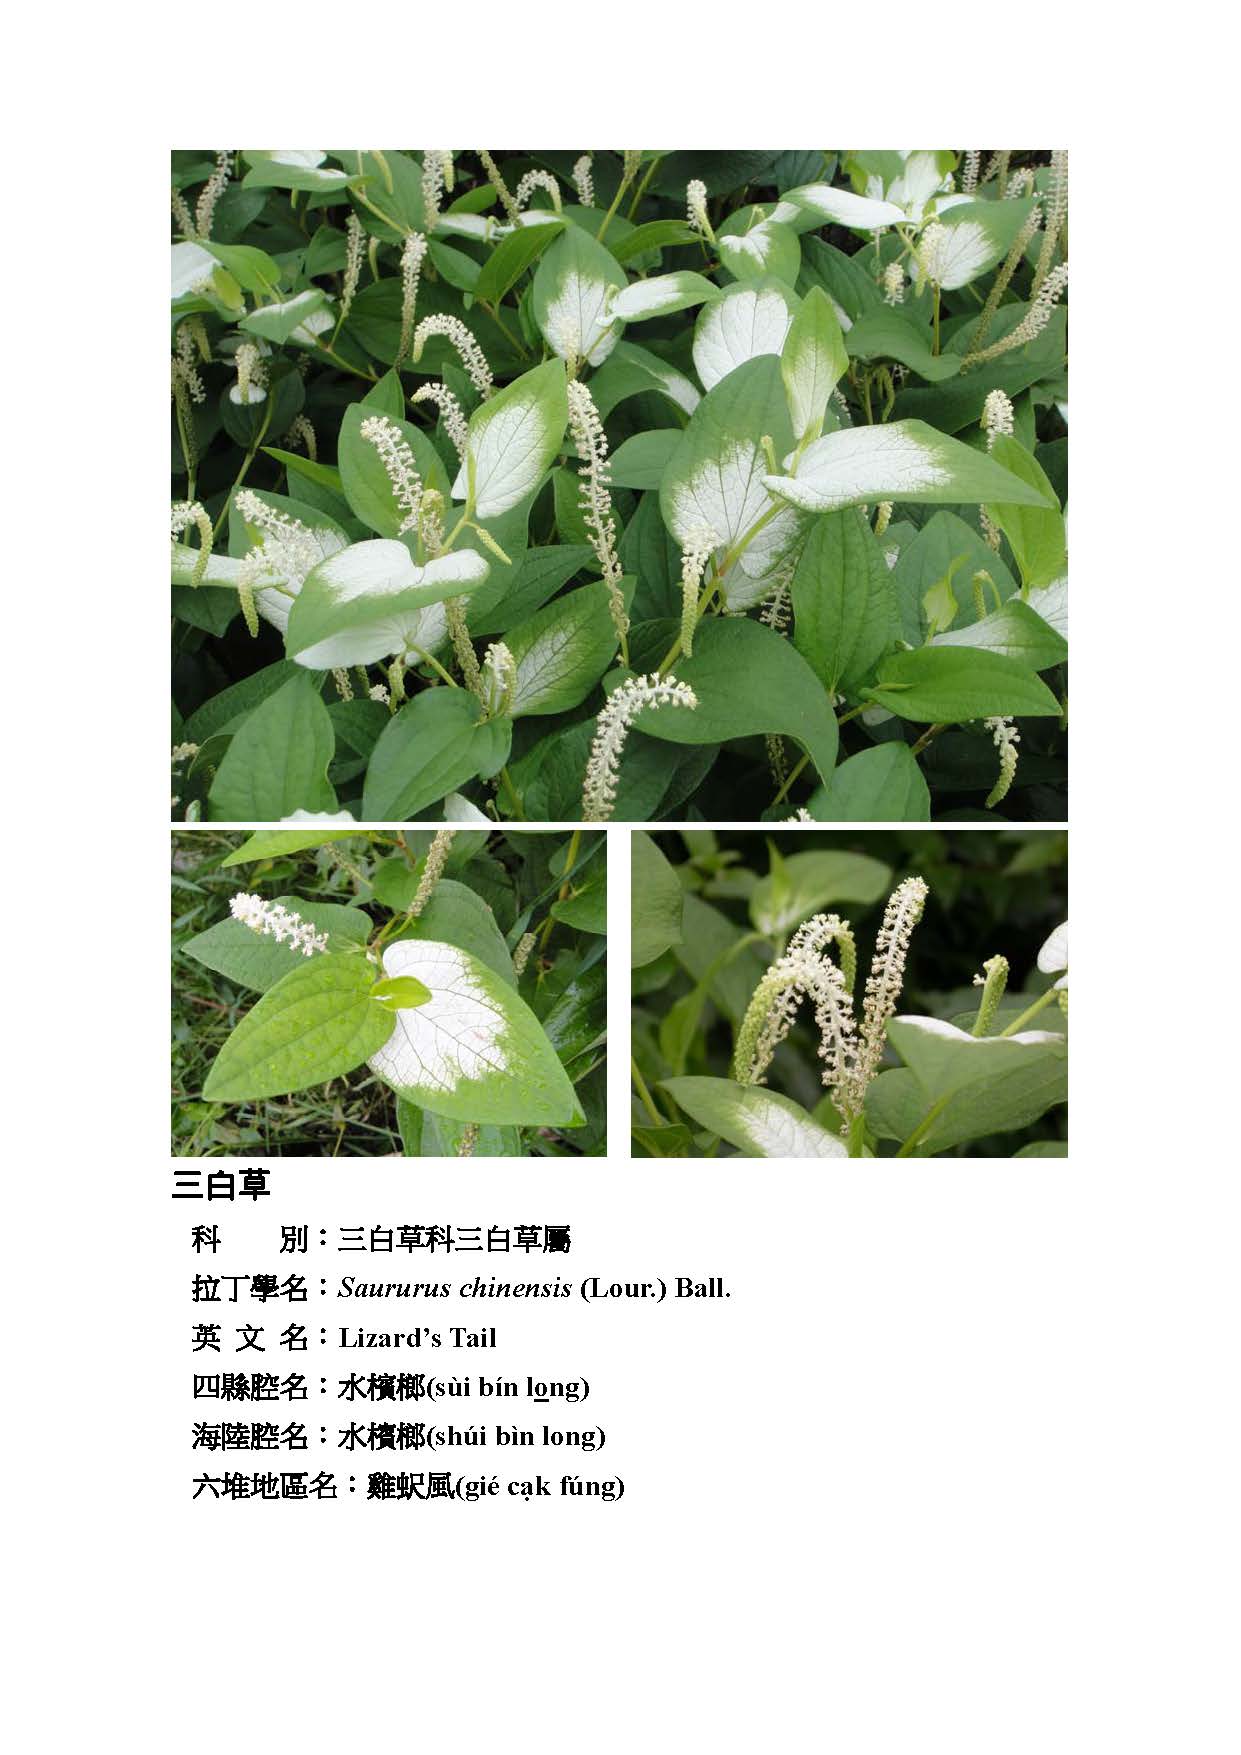 三白草
科　　別：三白草科三白草屬
拉丁學名：Saururus chinensis (Lour.) Ball.
英 文 名：Lizard’s Tail
四縣腔名：水檳榔(sùi bín lo̲ng)
海陸腔名：水檳榔(shúi bìn long)
六堆地區名：雞蚇風(gié cạk fúng)